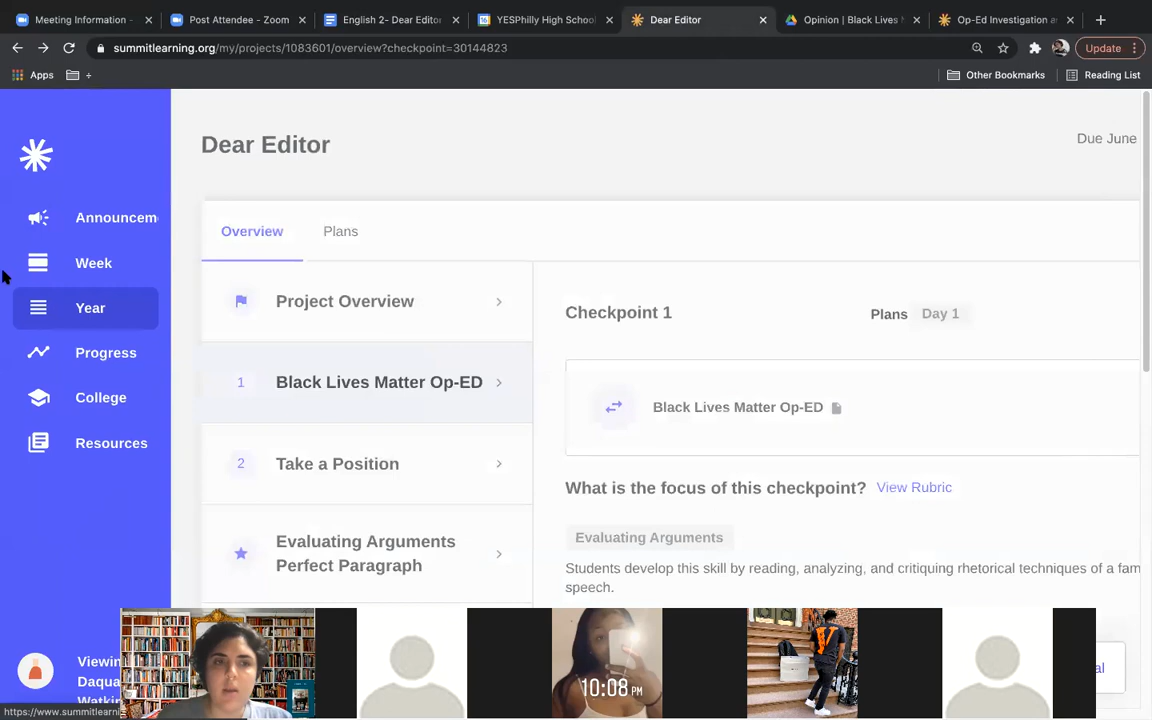 Meeting Information -
Post Attendee - Zoom
English 2- Dear Editor
YESPhilly High School
Dear Editor
Opinion | Black Lives M
Op-Ed Investigation an
summitlearning.org/my/projects/1083601/overview?checkpoint=30144823
Update
Apps
Other Bookmarks
Reading List
Announcem
Week
Year
Progress
College
Resources
Dear Editor
Due June
Overview
Plans
Project Overview
1 Black Lives Matter Op-ED
2 Take a Position
Evaluating Arguments
Perfect Paragraph
Checkpoint 1
Plans Day 1
Black Lives Matter Op-ED
What is the focus of this checkpoint? View Rubric
Evaluating Arguments
Students develop this skill by reading, analyzing, and critiquing rhetorical techniques of a fam
speech.
al
Viewin
Daqua
Watki
https://www.summitlearni
10:08 PM